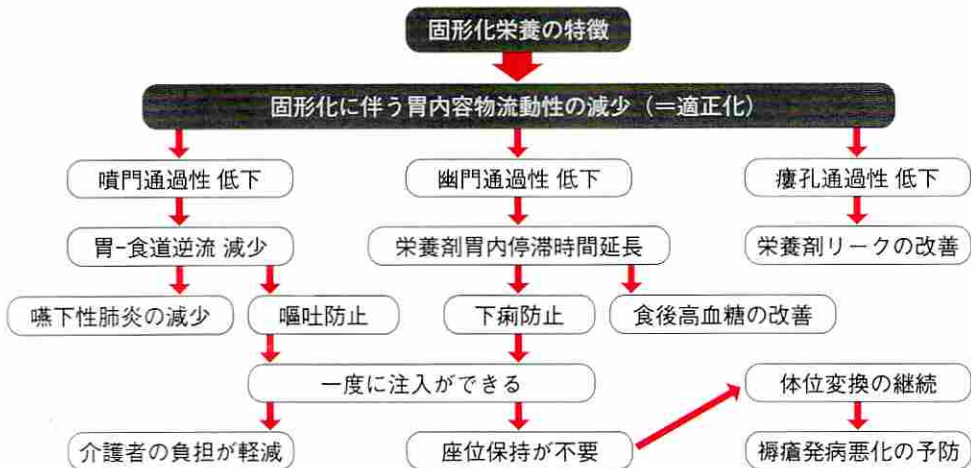 固形化栄養の特徴
固形化に伴う胃内容物流動性の減少（＝適正化）
噴門通過性 低下
幽門通過性 低下
瘻孔通過性 低下
胃-食道逆流 減少
栄養剤胃内停滞時間延長
栄養剤リークの改善
嚥下性肺炎の減少
嘔吐防止
下痢防止
食後高血糖の改善
一度に注入ができる
体位変換の継続
介護者の負担が軽減
座位保持が不要
褥瘡発病悪化の予防